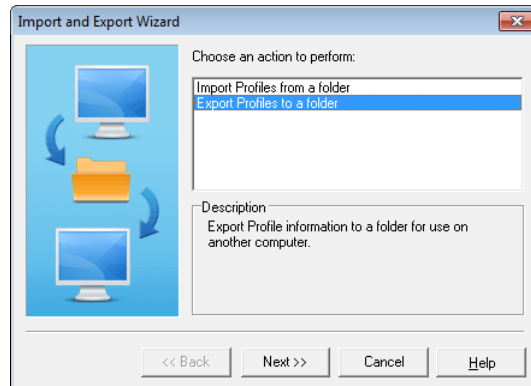 Import and Export Wizard
Choose an action to perform:
Import Profiles from a folder
Export Profiles to a folder
Description
Export Profile information to a folder for use on
another computer.
<< Back
Next >>
Cancel
Help